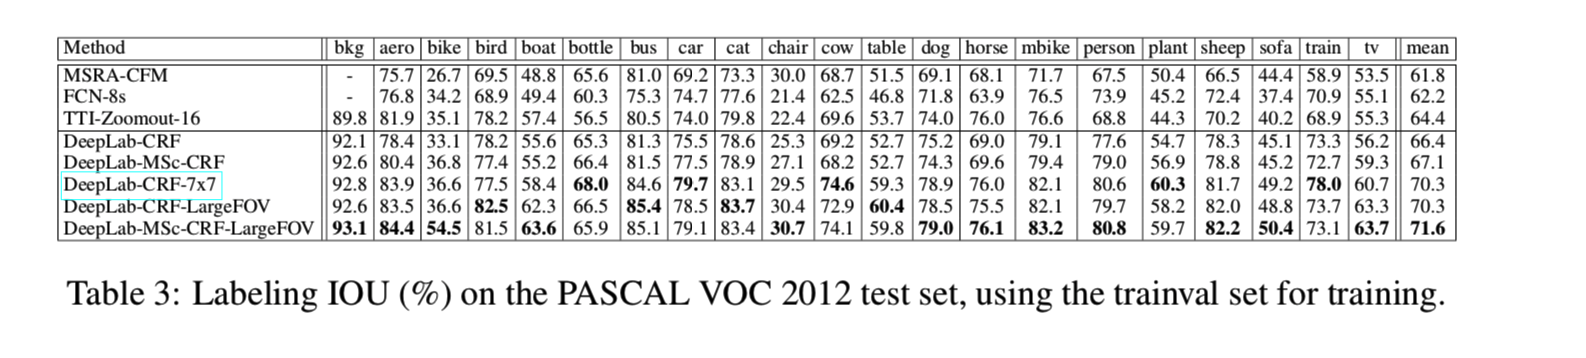 Method bkg aero bike bird boat bottle bus car cat chair cow table dog horse mbike person plant sheep sofa train tv mean
MSRA-CFM - 75.7 26.7 69.5 48.8 65.6 81.0 69.2 73.3 30.0 68.7 51.5 69.1 68.1 71.7 67.5 50.4 66.5 44.4 58.9 53.5 61.8
FCN-8s - 76.8 34.2 68.9 49.4 60.3 75.3 74.7 77.6 21.4 62.5 46.8 71.8 63.9 76.5 73.9 45.2 72.4 37.4 70.9 55.1 62.2
TTI-Zoomout-16 89.8 81.9 35.1 78.2 57.4 56.5 80.5 74.0 79.8 22.4 69.6 53.7 74.0 76.0 76.6 68.8 44.3 70.2 40.2 68.9 55.3 64.4
DeepLab-CRF 92.1 78.4 33.1 78.2 55.6 65.3 81.3 75.5 78.6 25.3 69.2 52.7 75.2 69.0 79.1 77.6 54.7 78.3 45.1 73.3 56.2 66.4
DeepLab-MSc-CRF 92.6 80.4 36.8 77.4 55.2 66.4 81.5 77.5 78.9 27.1 68.2 52.7 74.3 69.6 79.4 79.0 56.9 78.8 45.2 72.7 59.3 67.1
DeepLab-CRF-7x7 92.8 83.9 36.6 77.5 58.4 68.0 84.6 79.7 83.1 29.5 74.6 59.3 78.9 76.0 82.1 80.6 60.3 81.7 49.2 78.0 60.7 70.3
DeepLab-CRF-LargeFOV 92.6 83.5 36.6 82.5 62.3 66.5 85.4 78.5 83.7 30.4 72.9 60.4 78.5 75.5 82.1 79.7 58.2 82.0 48.8 73.7 63.3 70.3
DeepLab-MSc-CRF-LargeFOV 93.1 84.4 54.5 81.5 63.6 65.9 85.1 79.1 83.4 30.7 74.1 59.8 79.0 76.1 83.2 80.8 59.7 82.2 50.4 73.1 63.7 71.6
Table 3: Labeling IOU (%) on the PASCAL VOC 2012 test set, using the trainval set for training.